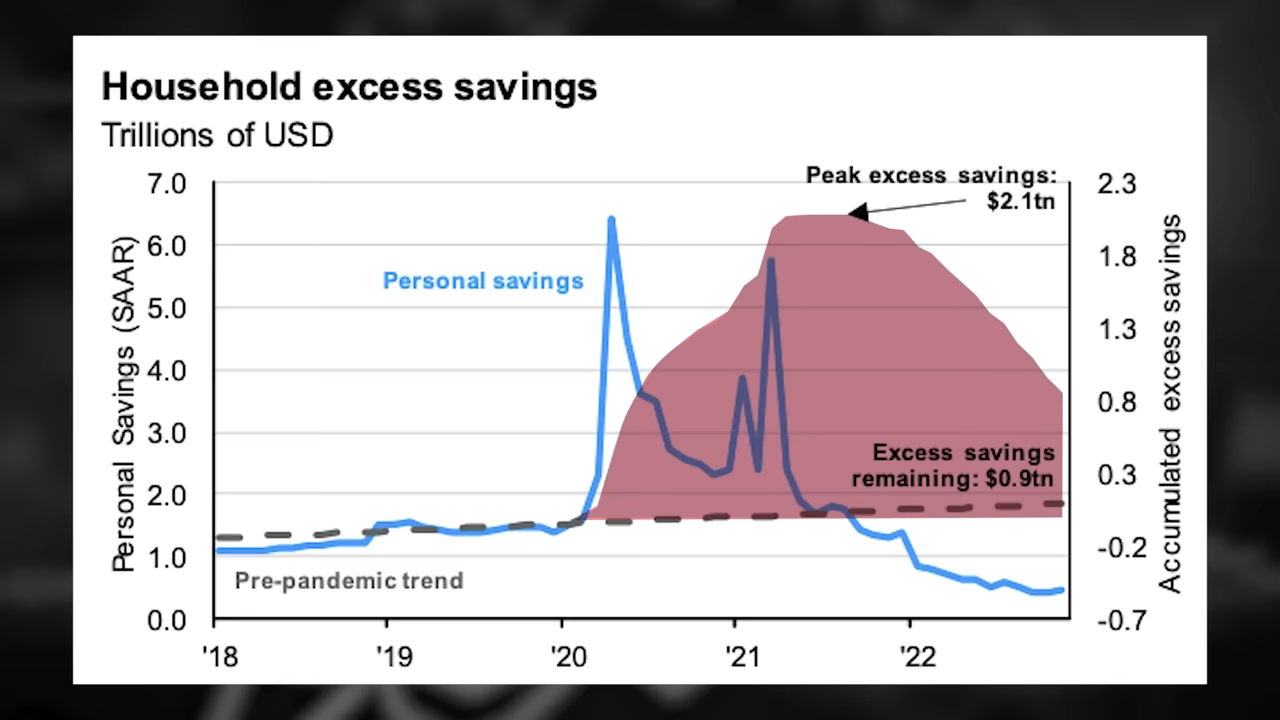 Household excess savings
Trillions of USD
Peak excess savings:
$2.1tn
7.0
6.0
5.0
4.0
3.0
2.0
1.0
0.0
Personal Savings (SAAR)
Personal savings
Pre-pandemic trend
Excess savings
remaining: $0.9tn
2.3
1.8
1.3
0.8
0.3
-0.2
-0.7
Accumulated excess savings
'18
'19
'20
'21
'22